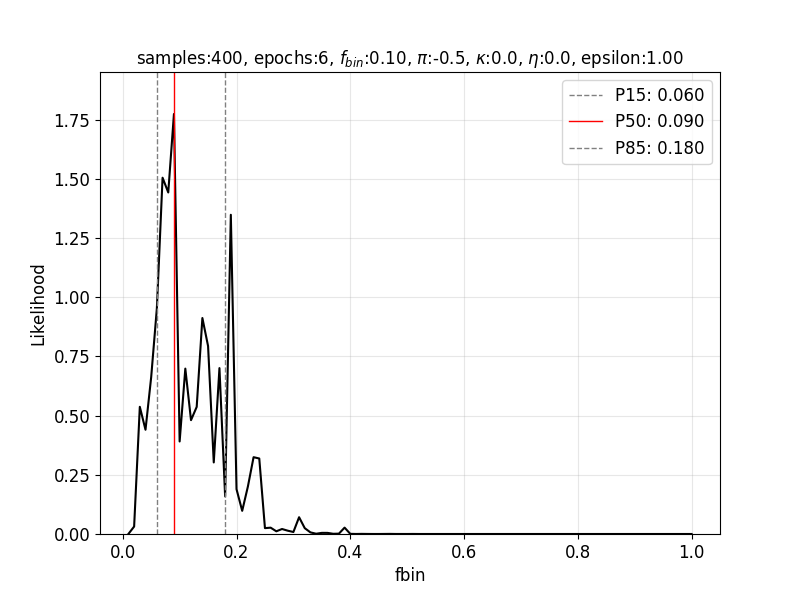 samples:400, epochs:6, f_bin:0.10, π:-0.5, κ:0.0, η:0.0, epsilon:1.00
P15: 0.060
P50: 0.090
P85: 0.180
Likelihood
1.75
1.50
1.25
1.00
0.75
0.50
0.25
0.00
0.0 0.2 0.4 0.6 0.8 1.0
fbin